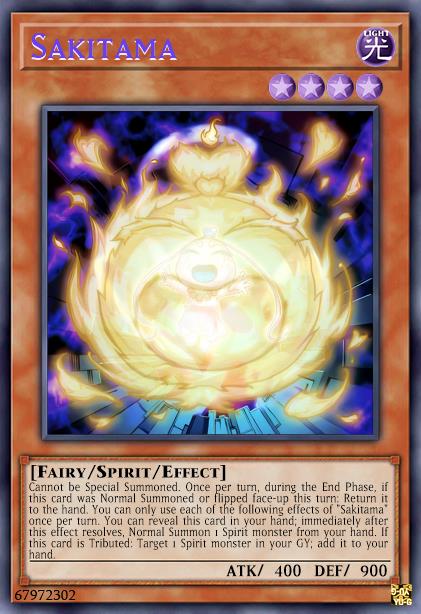 Sakitama
LIGHT
光
[Fairy/Spirit/Effect]
Cannot be Special Summoned. Once per turn, during the End Phase, if
this card was Normal Summoned or flipped face-up this turn: Return it
to the hand. You can only use each of the following effects of "Sakitama"
once per turn. You can reveal this card in your hand; immediately after
this effect resolves, Normal Summon 1 Spirit monster from your hand. If
this card is Tributed: Target 1 Spirit monster in your GY; add it to your
hand.
ATK/ 400 DEF/ 900
67972302